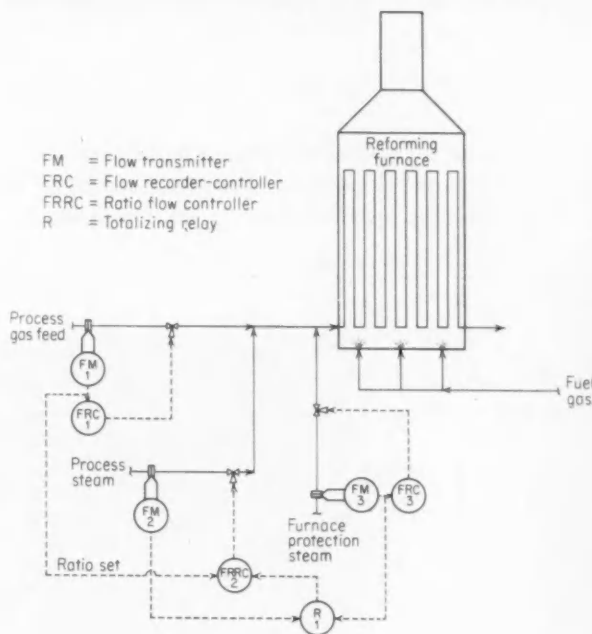 Reforming
furnace
FM = Flow transmitter
FRC = Flow recorder-controller
FRRC = Ratio flow controller
R = Totalizing relay
Process
gas feed
FM
1
FRC
1
Fuel
gas
Process
steam
FM
2
FM
3
FRC
3
Furnace
protection
steam
Ratio set
FRRC
2
R
1